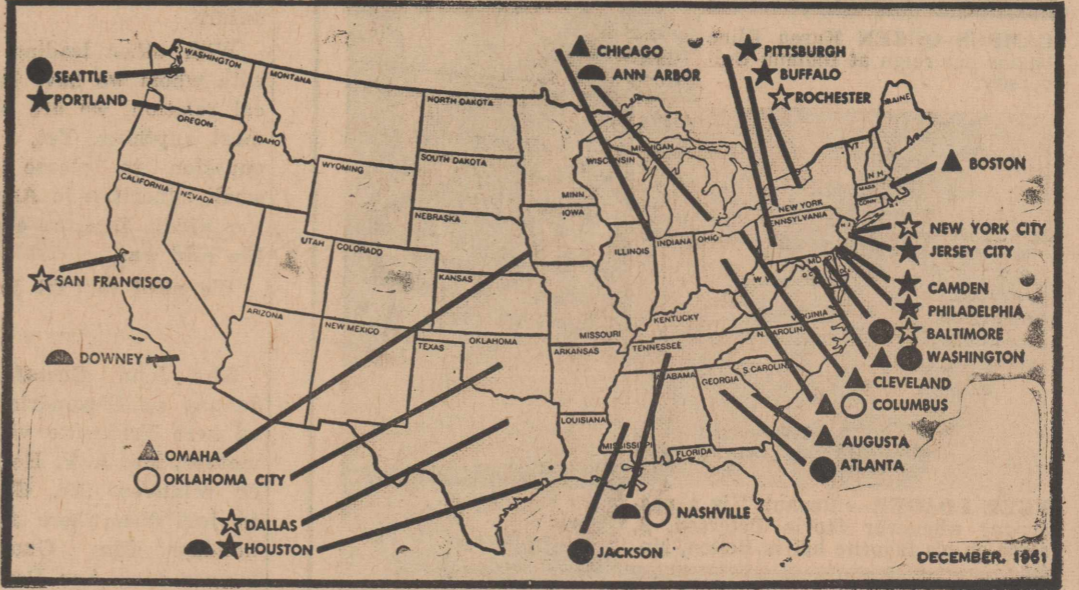 SEATTLE
PORTLAND
CHICAGO
ANN ARBOR
PITTSBURGH
BUFFALO
ROCHESTER
BOSTON
NEW YORK CITY
JERSEY CITY
CAMDEN
PHILADELPHIA
BALTIMORE
WASHINGTON
CLEVELAND
COLUMBUS
AUGUSTA
ATLANTA
NASHVILLE
JACKSON
HOUSTON
DALLAS
OKLAHOMA CITY
OMAHA
DOWNEY
SAN FRANCISCO
WASHINGTON
OREGON
CALIFORNIA
NEVADA
IDAHO
MONTANA
WYOMING
UTAH
COLORADO
ARIZONA
NEW MEXICO
NORTH DAKOTA
SOUTH DAKOTA
NEBRASKA
KANSAS
OKLAHOMA
TEXAS
MINN.
IOWA
MISSOURI
ARKANSAS
LOUISIANA
WISCONSIN
MICHIGAN
ILLINOIS
INDIANA
OHIO
KENTUCKY
TENNESSEE
MISSISSIPPI
ALABAMA
GEORGIA
FLORIDA
S. CAROLINA
N. CAROLINA
VIRGINIA
W. V.
MD.
PENNSYLVANIA
NEW YORK
N. J.
VT.
N. H.
MASS.
CONN.
MAINE
DECEMBER, 1961